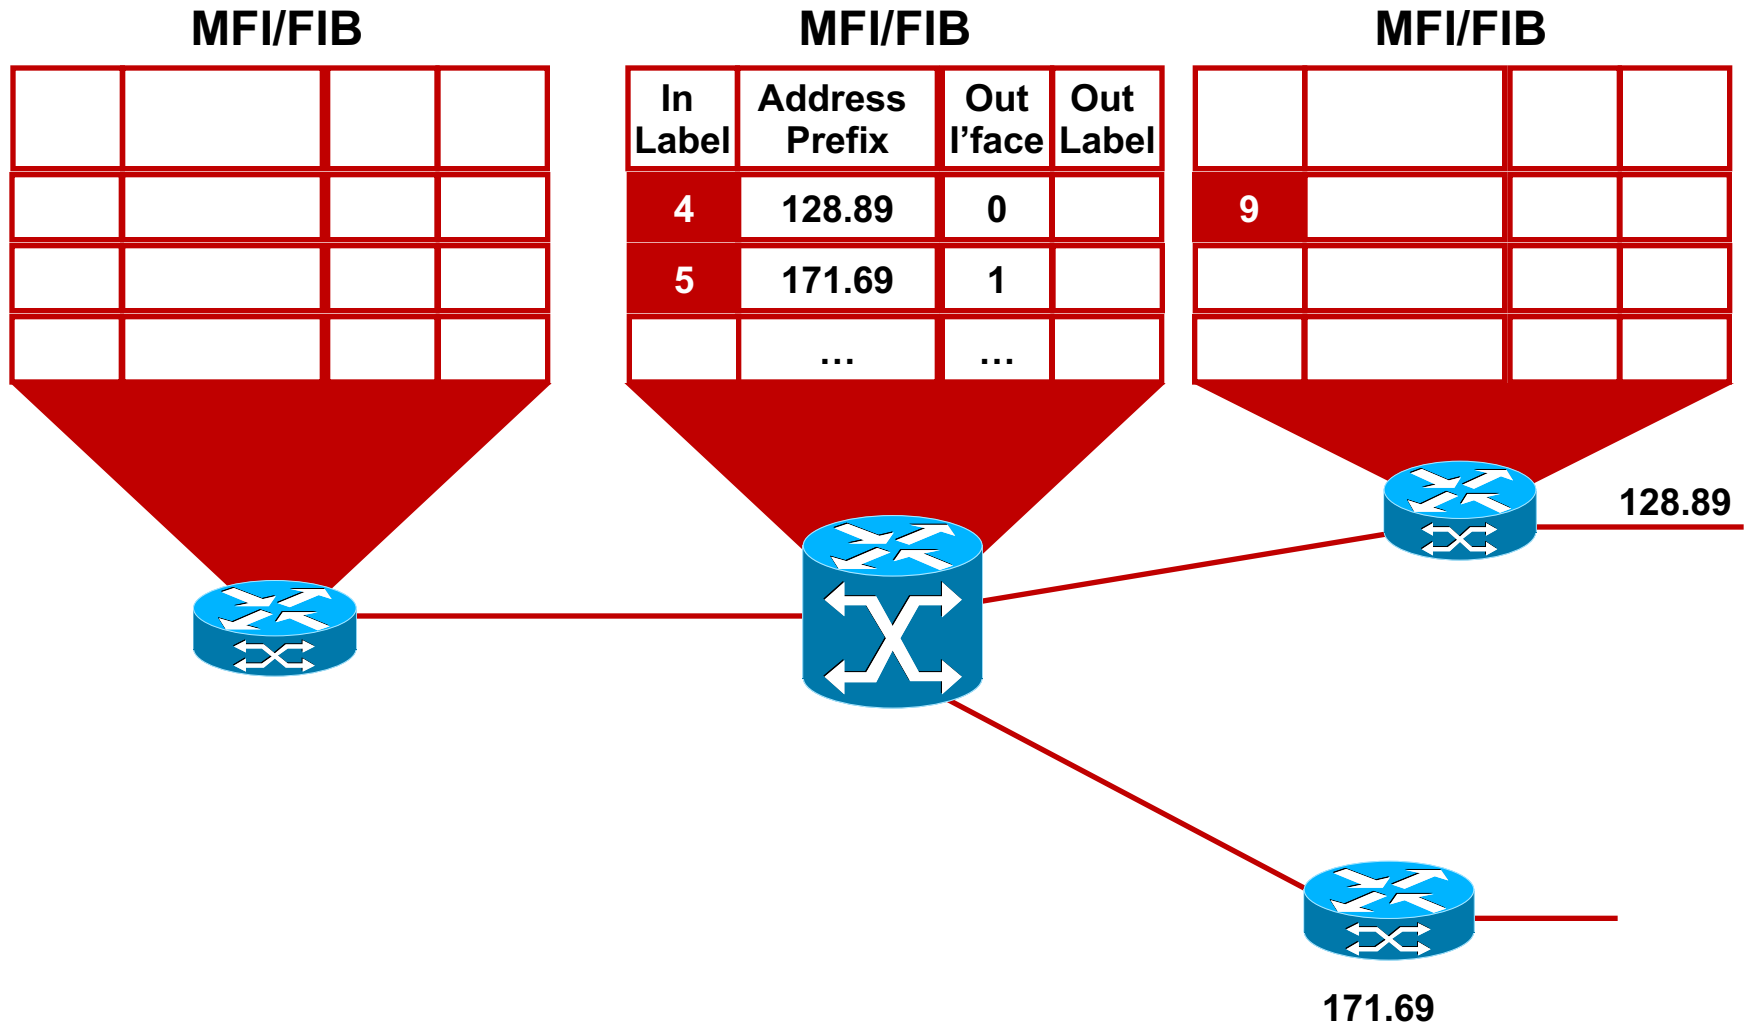 MFI/FIB
MFI/FIB
MFI/FIB
In Label
Address Prefix
Out I’face
Out Label
4 128.89 0
5 171.69 1
… …
9
128.89
171.69